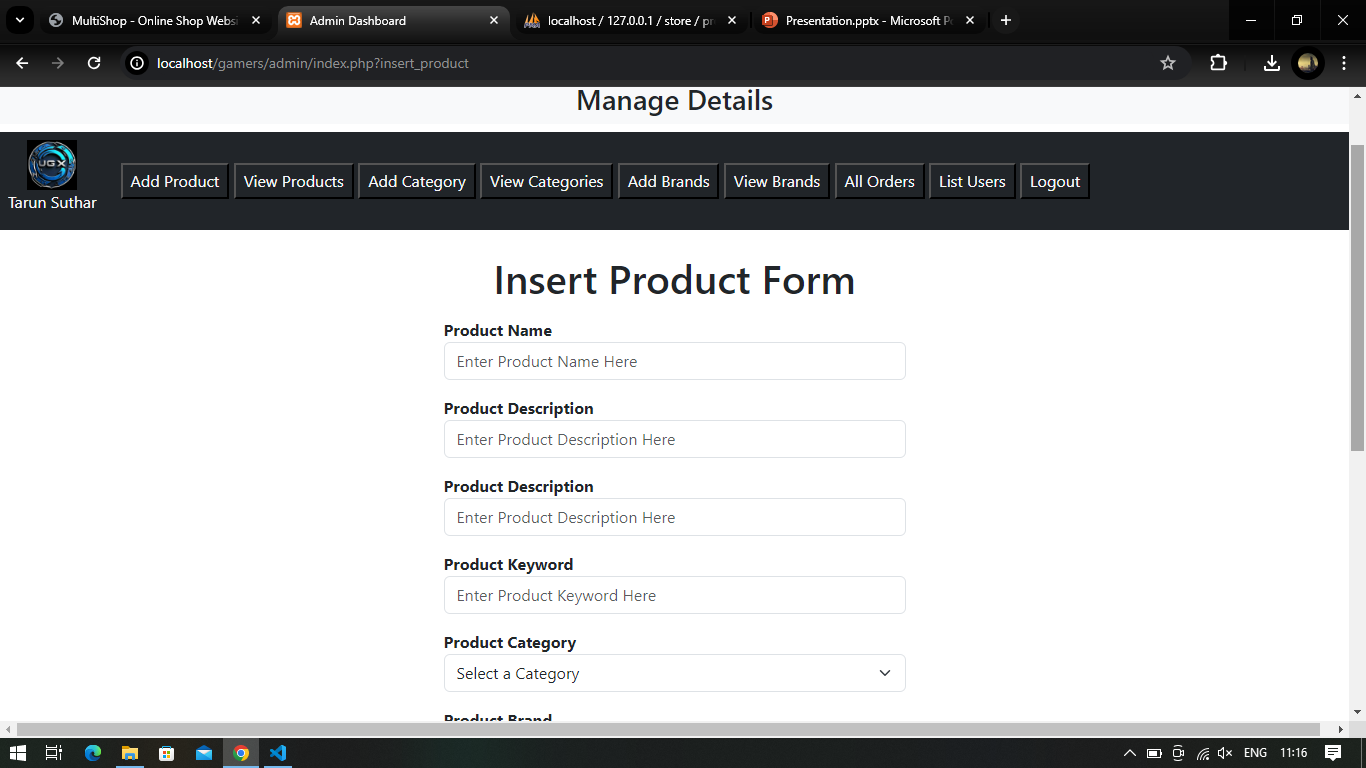 MultiShop - Online Shop Websi
Admin Dashboard
localhost / 127.0.0.1 / store / pr
Presentation.pptx - Microsoft Po
localhost/gamers/admin/index.php?insert_product
Manage Details
UGX
Tarun Suthar
Add Product
View Products
Add Category
View Categories
Add Brands
View Brands
All Orders
List Users
Logout
Insert Product Form
Product Name
Enter Product Name Here
Product Description
Enter Product Description Here
Product Description
Enter Product Description Here
Product Keyword
Enter Product Keyword Here
Product Category
Select a Category
Product Brand
ENG
11:16